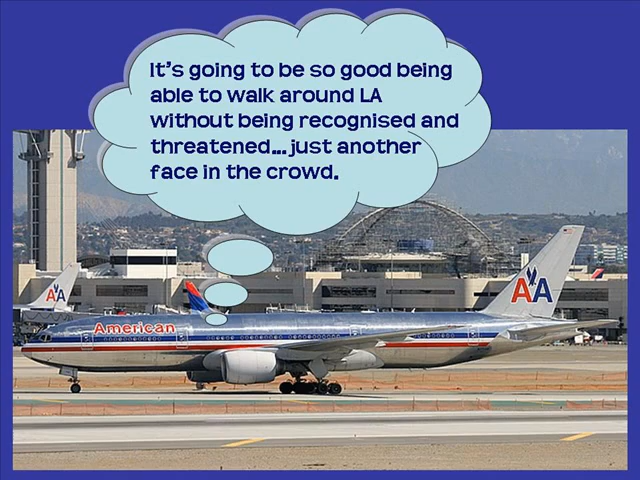 It's going to be so good being
able to walk around LA
without being recognised and
threatened...just another
face in the crowd.
AA
AA
American